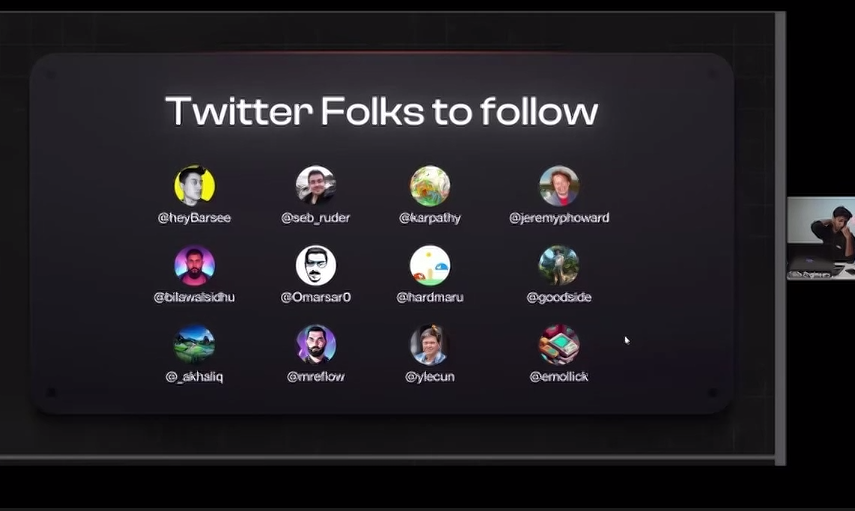 Twitter Folks to follow
@heyBarsee @seb_ruder @karpathy @jeremyphoward
@bilawalsidhu @Omarsar0 @hardmaru @goodside
@_akhaliq @mreflow @ylecun @emollick